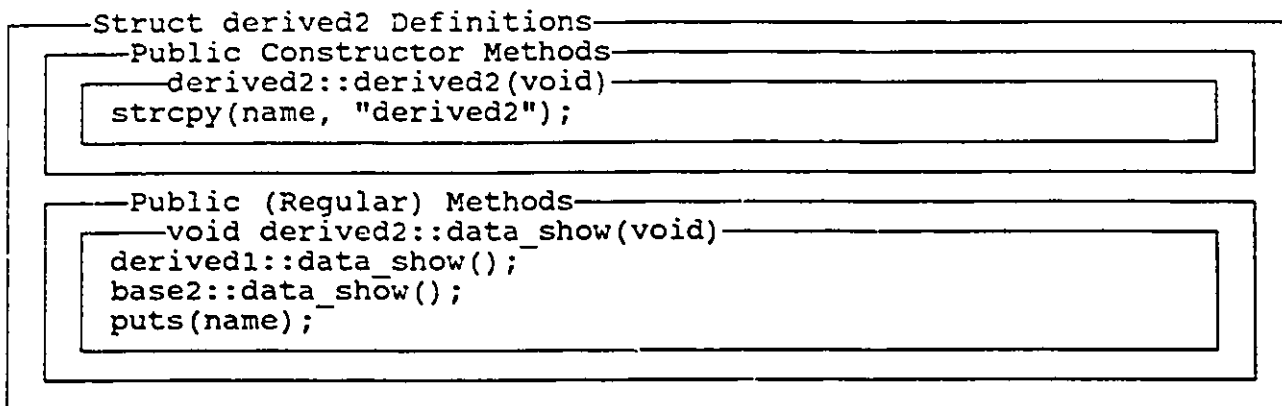 Struct derived2 Definitions
Public Constructor Methods
derived2::derived2(void)
strcpy(name, "derived2");
Public (Regular) Methods
void derived2::data_show(void)
derived1::data_show();
base2::data_show();
puts(name);